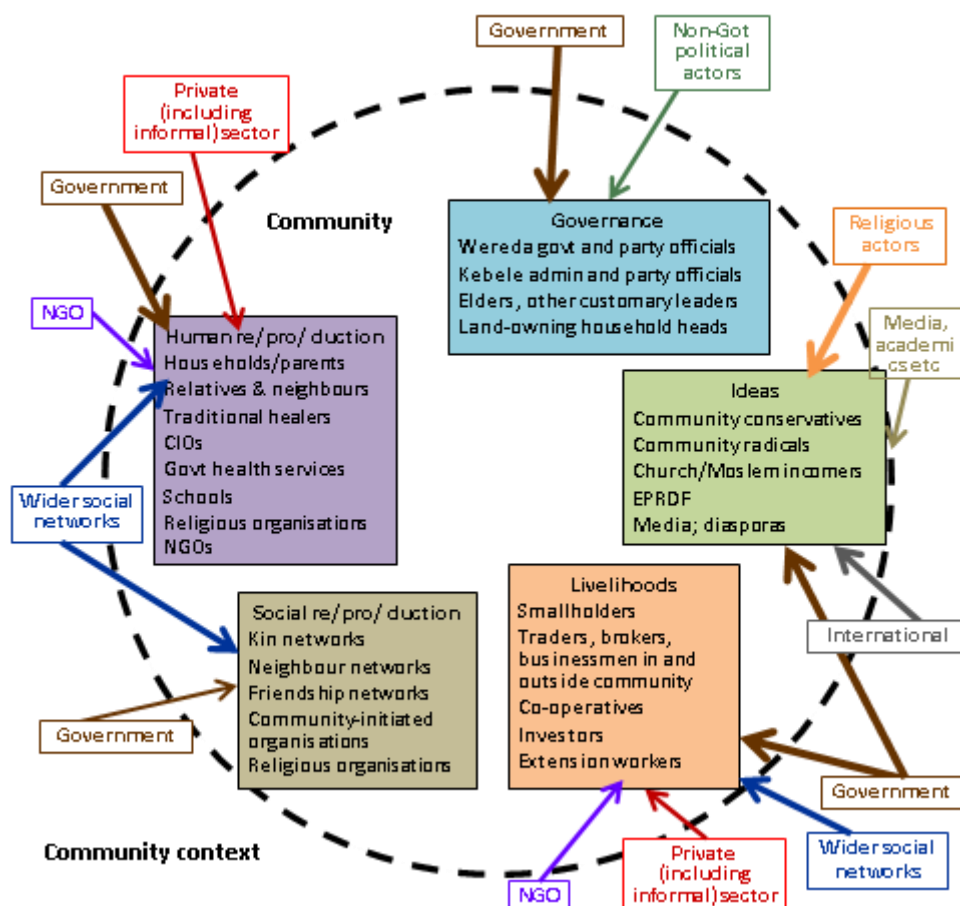 Government
Non-Got
political
actors
Private
(including
informal) sector
Government
Community
Governance
Wereda govt and party officials
Kebele admin and party officials
Elders, other customary leaders
Land-owning household heads
Religious
actors
NGO
Media,
academi
cs etc
Human re/pro/duction
Households/parents
Relatives & neighbours
Traditional healers
CIOs
Govt health services
Schools
Religious organisations
NGOs
Ideas
Community conservatives
Community radicals
Church/Moslem incomers
EPRDF
Media; diasporas
Wider social
networks
Livelihoods
Smallholders
Traders, brokers,
businessmen in and
outside community
Co-operatives
Investors
Extension workers
Social re/pro/duction
Kin networks
Neighbour networks
Friendship networks
Community-initiated
organisations
Religious organisations
International
Government
Government
Community context
NGO
Private
(including
informal) sector
Wider social
networks